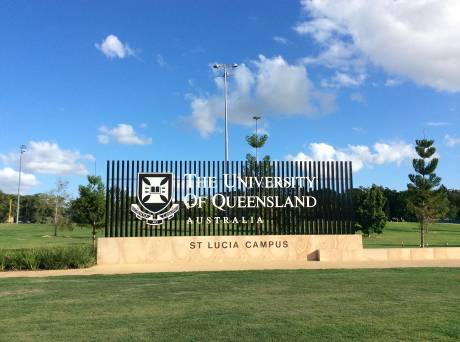 THE UNIVERSITY
OF QUEENSLAND
AUSTRALIA
ST LUCIA CAMPUS